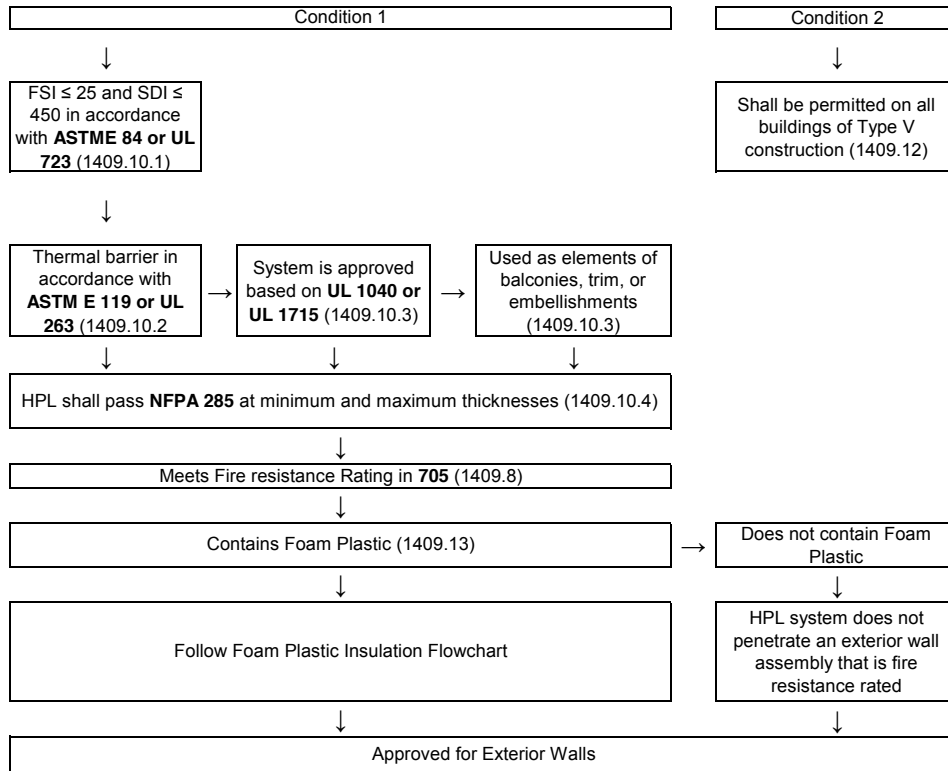 Condition 1
Condition 2
↓
↓
FSI ≤ 25 and SDI ≤
450 in accordance
with ASTME 84 or UL
723 (1409.10.1)
Shall be permitted on all
buildings of Type V
construction (1409.12)
↓
Thermal barrier in
accordance with
ASTM E 119 or UL
263 (1409.10.2
→
System is approved
based on UL 1040 or
UL 1715 (1409.10.3)
→
Used as elements of
balconies, trim, or
embellishments
(1409.10.3)
↓
↓
↓
HPL shall pass NFPA 285 at minimum and maximum thicknesses (1409.10.4)
↓
Meets Fire resistance Rating in 705 (1409.8)
↓
Contains Foam Plastic (1409.13)
→
Does not contain Foam
Plastic
↓
↓
Follow Foam Plastic Insulation Flowchart
HPL system does not
penetrate an exterior wall
assembly that is fire
resistance rated
↓
↓
Approved for Exterior Walls